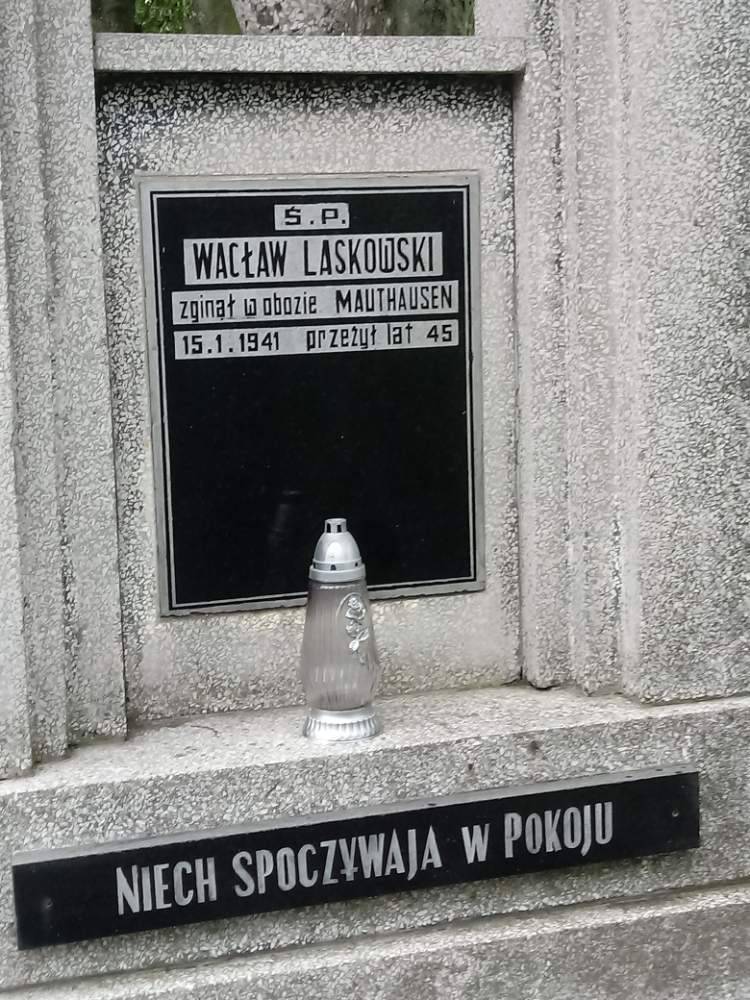 Ś.P.
WACŁAW LASKOWSKI
zginął w obozie MAUTHAUSEN
15.1.1941 przeżył lat 45
NIECH SPOCZYWAJĄ W POKOJU